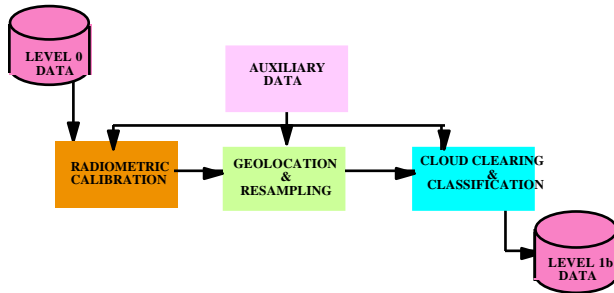 LEVEL 0
DATA
AUXILIARY
DATA
RADIOMETRIC
CALIBRATION
GEOLOCATION
&
RESAMPLING
CLOUD CLEARING
&
CLASSIFICATION
LEVEL 1b
DATA